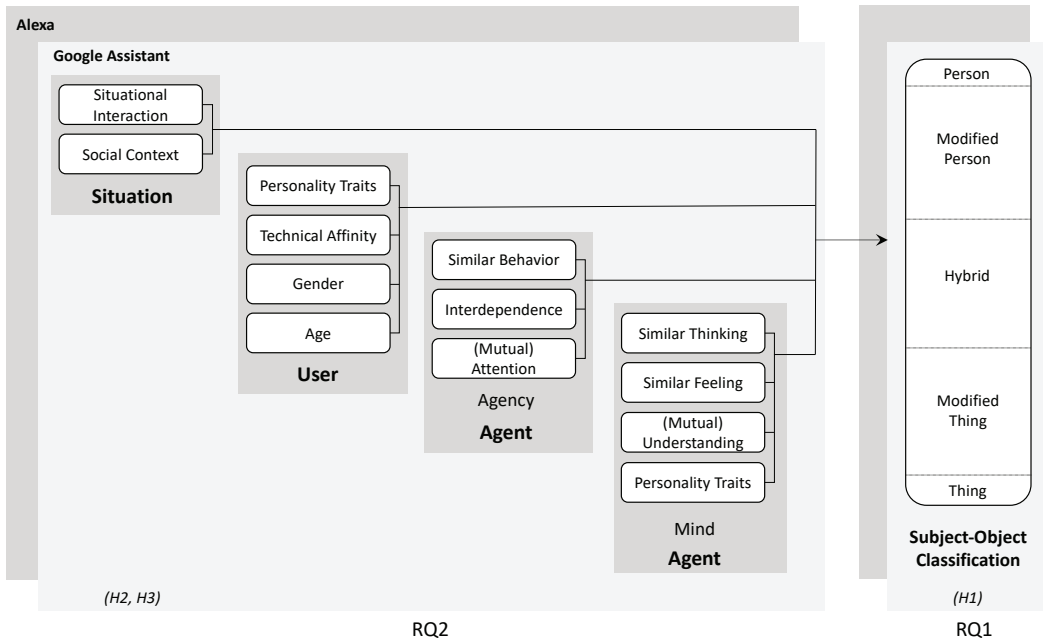 Alexa
Google Assistant
Situational
Interaction
Social Context
Situation
Personality Traits
Technical Affinity
Gender
Age
User
Similar Behavior
Interdependence
(Mutual)
Attention
Agency
Agent
Similar Thinking
Similar Feeling
(Mutual)
Understanding
Personality Traits
Mind
Agent
(H2, H3)
RQ2
Person
Modified
Person
Hybrid
Modified
Thing
Thing
Subject-Object
Classification
(H1)
RQ1